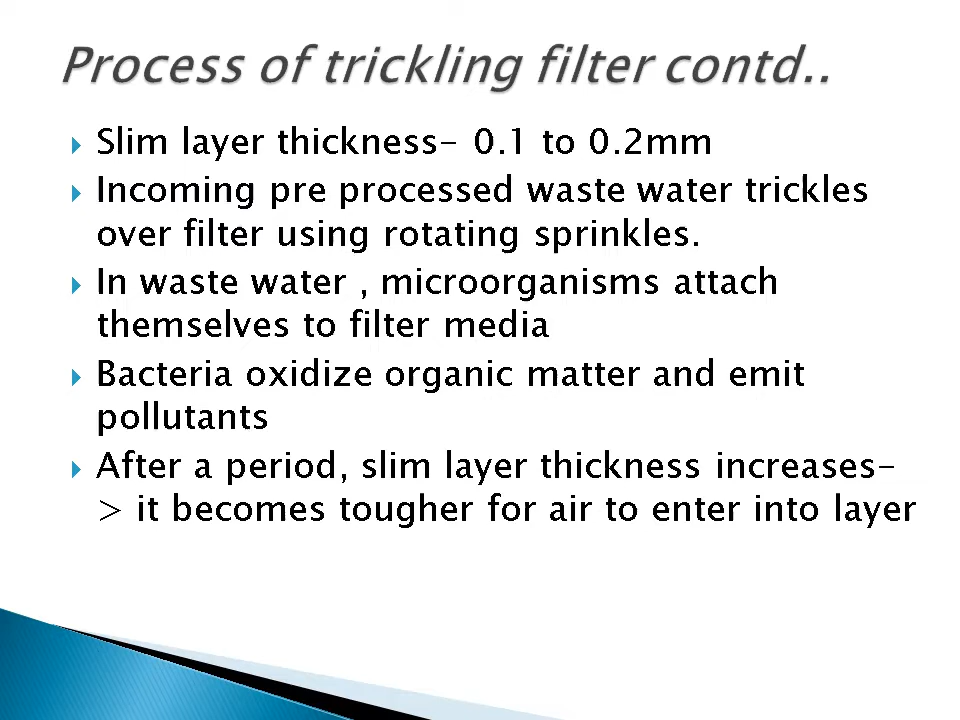 Process of trickling filter contd..
Slim layer thickness- 0.1 to 0.2mm
Incoming pre processed waste water trickles
over filter using rotating sprinkles.
In waste water , microorganisms attach
themselves to filter media
Bacteria oxidize organic matter and emit
pollutants
After a period, slim layer thickness increases-
> it becomes tougher for air to enter into layer